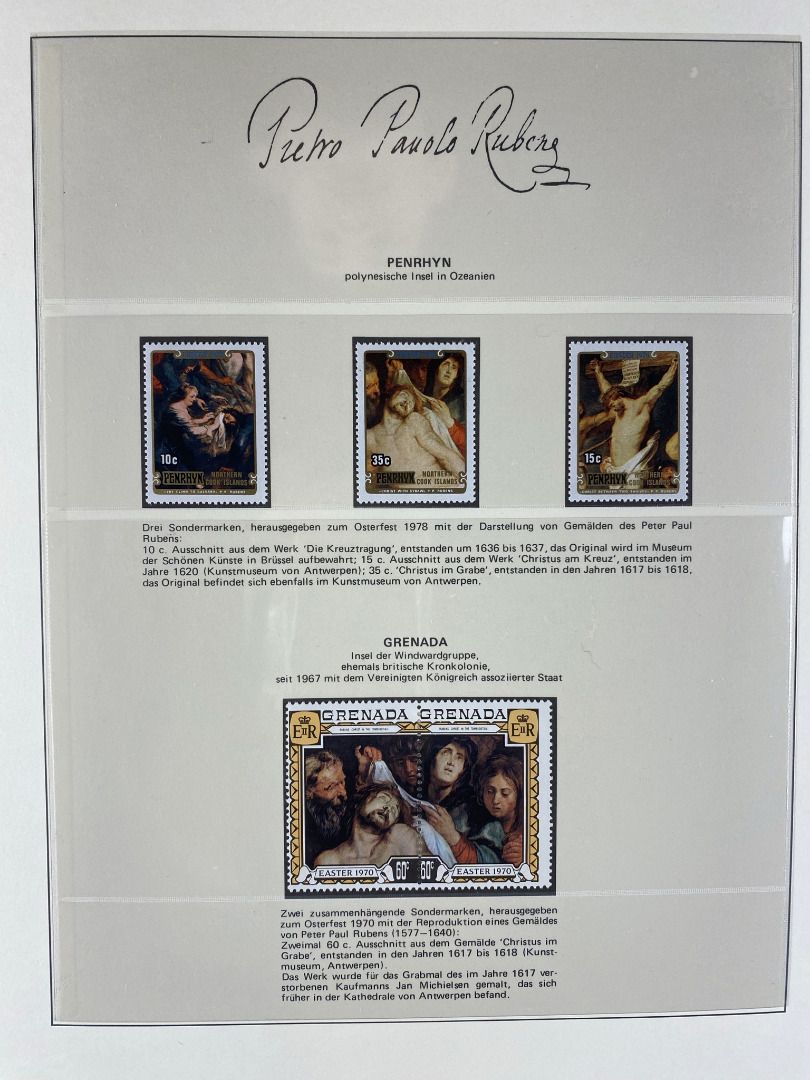 Pietro Pauolo Rubens
PENRHYN
polynesische Insel in Ozeanien
10c
PENRHYN
NORTHERN
COOK ISLANDS
35c
PENRHYN
NORTHERN
COOK ISLANDS
15c
PENRHYN
NORTHERN
COOK ISLANDS
Drei Sondermarken, herausgegeben zum Osterfest 1978 mit der Darstellung von Gemälden des Peter Paul
Rubens:
10 c. Ausschnitt aus dem Werk 'Die Kreuztragung', entstanden um 1636 bis 1637, das Original wird im Museum
der Schönen Künste in Brüssel aufbewahrt; 15 c. Ausschnitt aus dem Werk 'Christus am Kreuz', entstanden im
Jahre 1620 (Kunstmuseum von Antwerpen); 35 c. 'Christus im Grabe', entstanden in den Jahren 1617 bis 1618,
das Original befindet sich ebenfalls im Kunstmuseum von Antwerpen.
GRENADA
Insel der Windwardgruppe,
ehemals britische Kronkolonie,
seit 1967 mit dem Vereinigten Königreich assoziierter Staat
EIIR GRENADA GRENADA EIIR
EASTER 1970 60c 60c EASTER 1970
Zwei zusammenhängende Sondermarken, herausgegeben
zum Osterfest 1970 mit der Reproduktion eines Gemäldes
von Peter Paul Rubens (1577-1640):
Zweimal 60 c. Ausschnitt aus dem Gemälde 'Christus im
Grabe', entstanden in den Jahren 1617 bis 1618 (Kunst-
museum, Antwerpen).
Das Werk wurde für das Grabmal des im Jahre 1617 ver-
storbenen Kaufmanns Jan Michielsen gemalt, das sich
früher in der Kathedrale von Antwerpen befand.